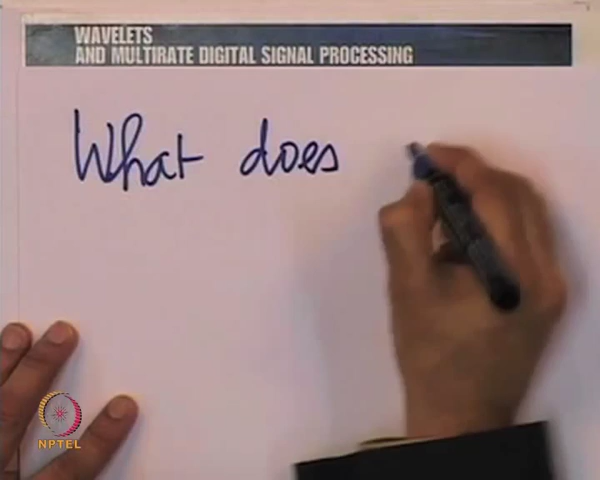 WAVELETS
AND MULTIRATE DIGITAL SIGNAL PROCESSING
What does
NPTEL